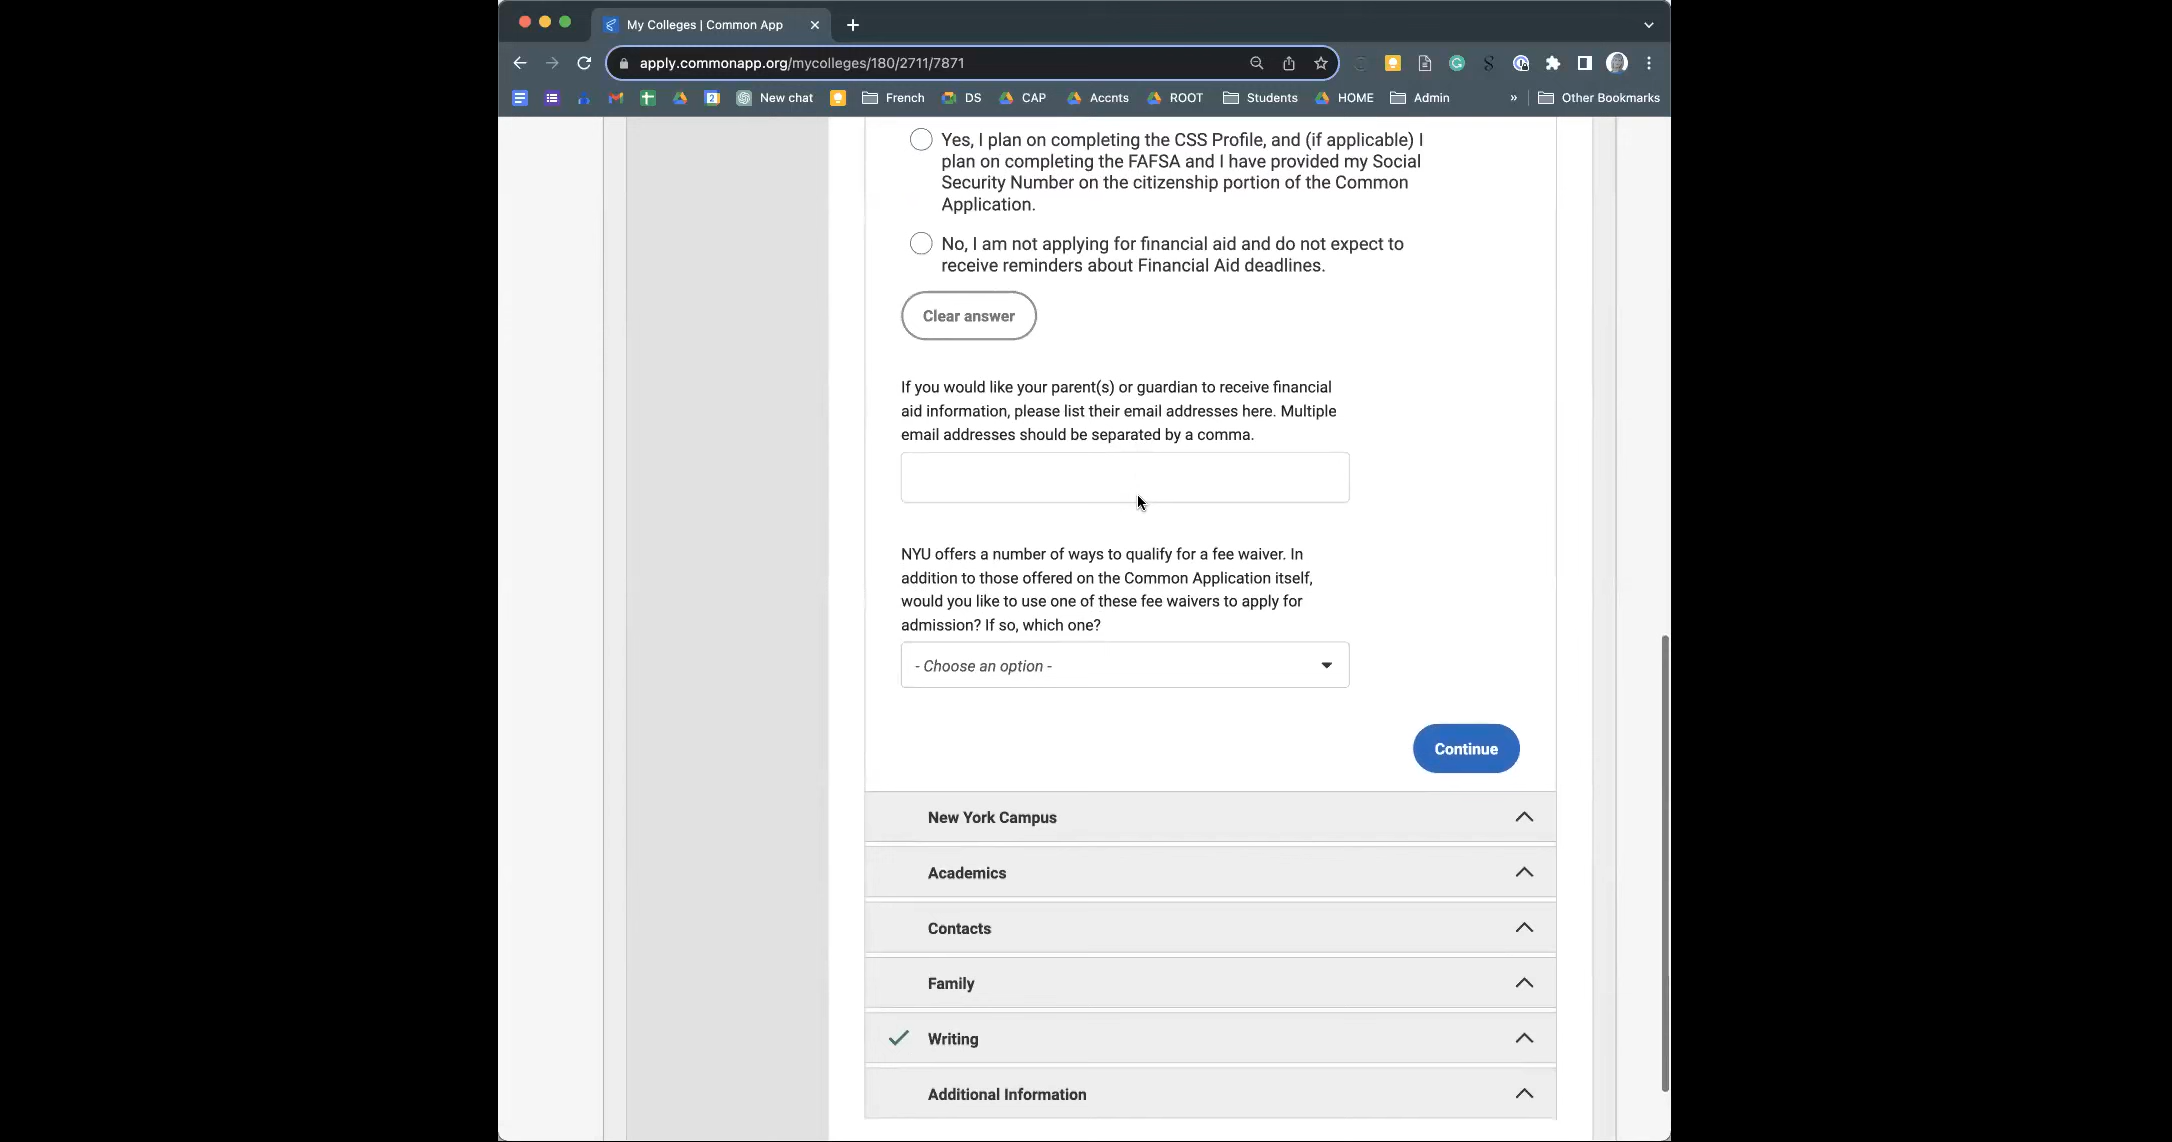 My Colleges | Common App
apply.commonapp.org/mycolleges/180/2711/7871
New chat French DS CAP Accnts ROOT Students HOME Admin » Other Bookmarks
Yes, I plan on completing the CSS Profile, and (if applicable) I
plan on completing the FAFSA and I have provided my Social
Security Number on the citizenship portion of the Common
Application.
No, I am not applying for financial aid and do not expect to
receive reminders about Financial Aid deadlines.
Clear answer
If you would like your parent(s) or guardian to receive financial
aid information, please list their email addresses here. Multiple
email addresses should be separated by a comma.
NYU offers a number of ways to qualify for a fee waiver. In
addition to those offered on the Common Application itself,
would you like to use one of these fee waivers to apply for
admission? If so, which one?
- Choose an option -
Continue
New York Campus
Academics
Contacts
Family
Writing
Additional Information